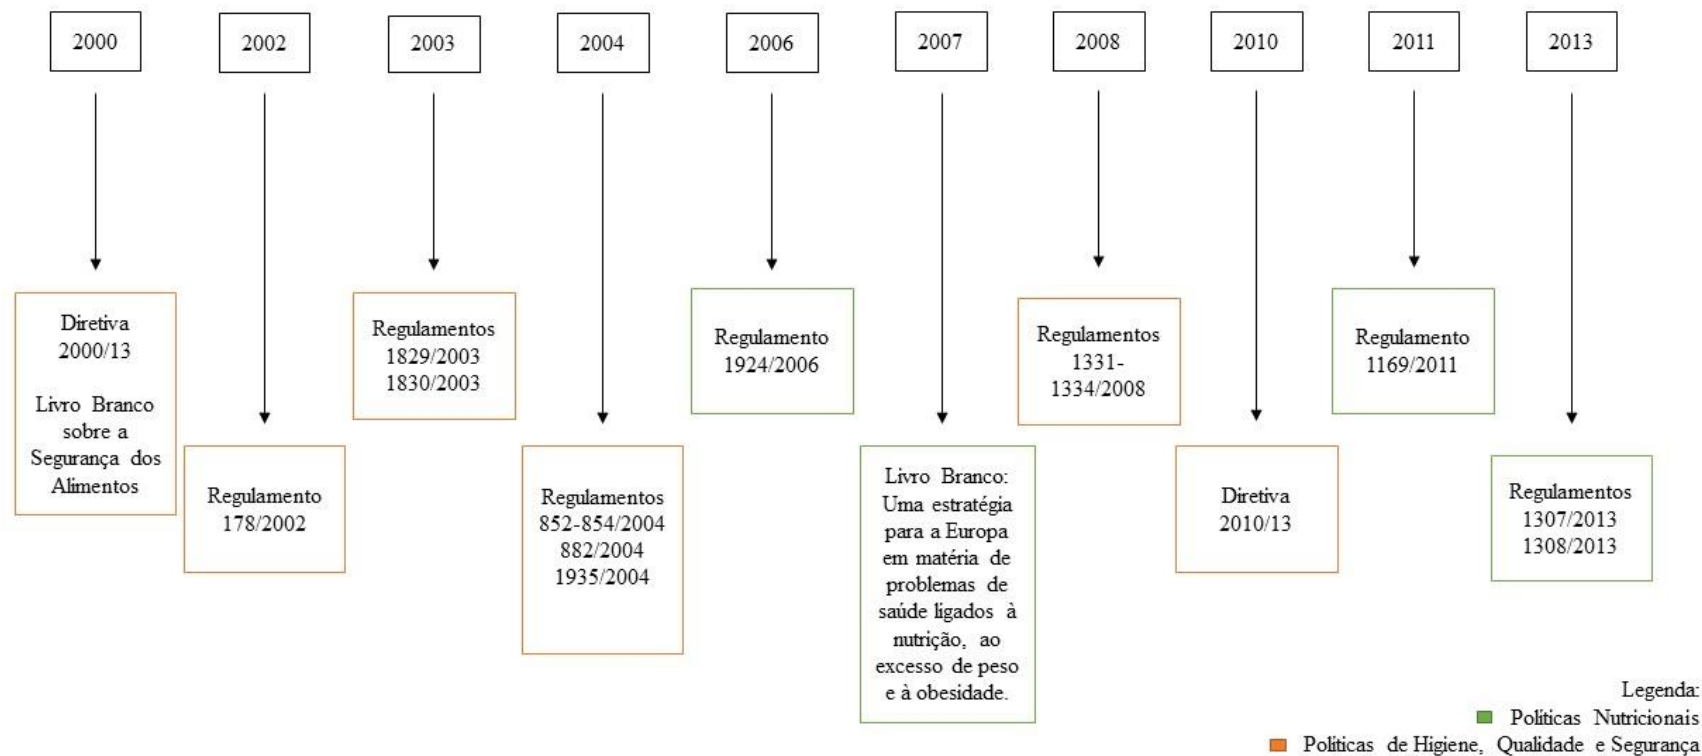 2000
2002
2003
2004
2006
2007
2008
2010
2011
2013
Diretiva
2000/13
Livro Branco
sobre a
Segurança dos
Alimentos
Regulamento
178/2002
Regulamentos
1829/2003
1830/2003
Regulamentos
852-854/2004
882/2004
1935/2004
Regulamento
1924/2006
Livro Branco:
Uma estratégia
para a Europa
em matéria de
problemas de
saúde ligados à
nutrição, ao
excesso de peso
e à obesidade.
Regulamentos
1331-
1334/2008
Diretiva
2010/13
Regulamento
1169/2011
Regulamentos
1307/2013
1308/2013
Legenda:
Políticas Nutricionais
Políticas de Higiene, Qualidade e Segurança